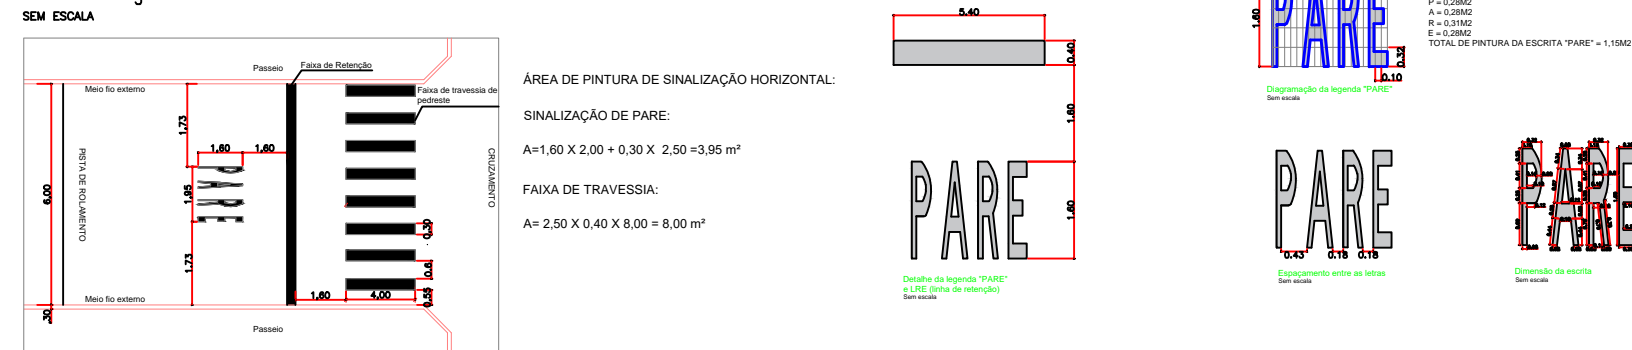 SEM ESCALA
Passeio
Faixa de Retenção
Meio fio externo
Faixa de travessia de
pedreste
1.73
1.60
1.60
6.00
PISTA DE ROLAMENTO
1.95
CRUZAMENTO
PARE
1.73
0.30
0.6
0.55
Meio fio externo
1.60
4.00
.30
Passeio
ÁREA DE PINTURA DE SINALIZAÇÃO HORIZONTAL:
SINALIZAÇÃO DE PARE:
A=1,60 X 2,00 + 0,30 X 2,50 =3,95 m²
FAIXA DE TRAVESSIA:
A= 2,50 X 0,40 X 8,00 = 8,00 m²
5.40
0.40
1.60
PARE
1.60
Detalhe da legenda "PARE"
e LRE (linha de retenção)
Sem escala
1.60
PARE
0.32
0.10
P = 0,28M2
A = 0,28M2
R = 0,31M2
E = 0,28M2
TOTAL DE PINTURA DA ESCRITA "PARE" = 1,15M2
Diagramação da legenda "PARE"
Sem escala
PARE
0.43
0.18
0.18
Espaçamento entre as letras
Sem escala
PARE
Dimensão da escrita
Sem escala